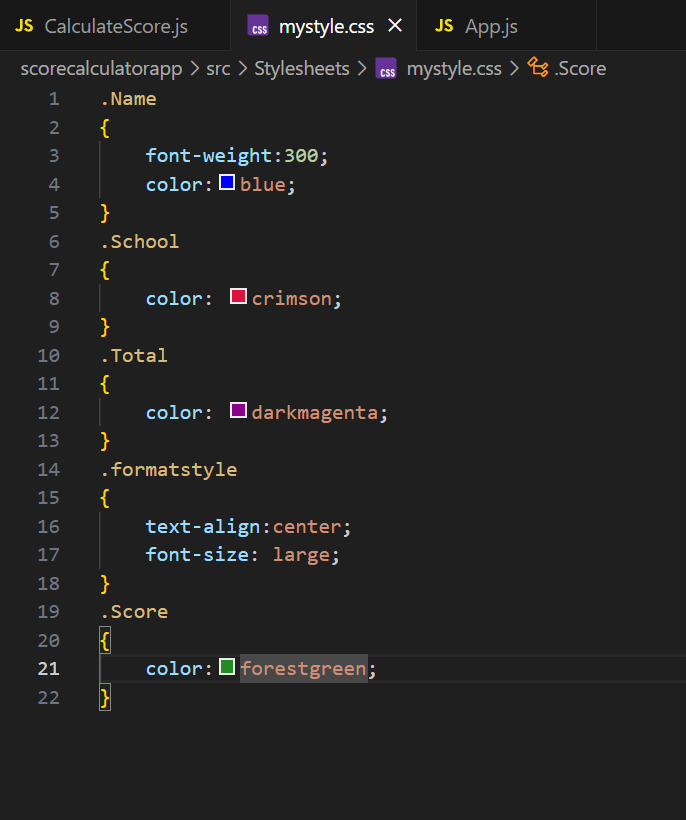 JS CalculateScore.js css mystyle.css JS App.js
scorecalculatorapp > src > Stylesheets > css mystyle.css > .Score
1 .Name
2 {
3 font-weight:300;
4 color:blue;
5 }
6 .School
7 {
8 color: crimson;
9 }
10 .Total
11 {
12 color: darkmagenta;
13 }
14 .formatstyle
15 {
16 text-align:center;
17 font-size: large;
18 }
19 .Score
20 {
21 color:forestgreen;
22 }